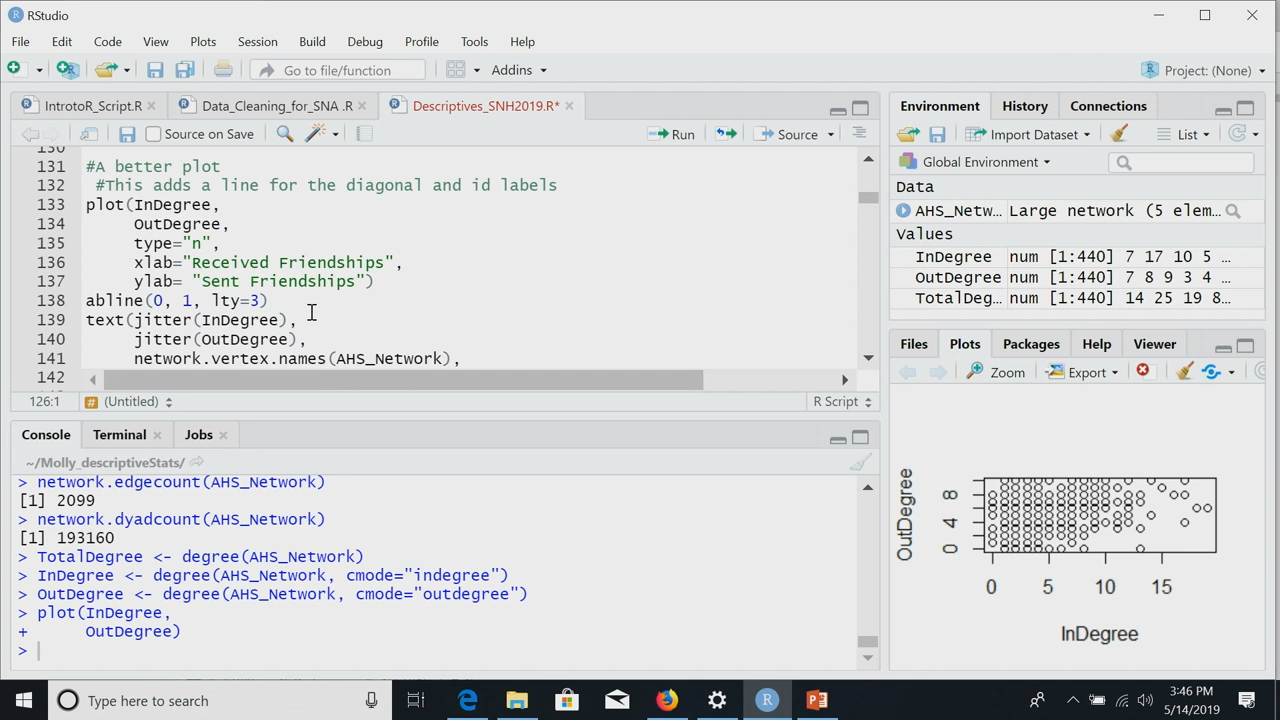 RStudio
File Edit Code View Plots Session Build Debug Profile Tools Help
Go to file/function Addins Project: (None)
IntrotoR_Script.R Data_Cleaning_for_SNA .R Descriptives_SNH2019.R*
Source on Save Run Source
130
131 #A better plot
132 #This adds a line for the diagonal and id labels
133 plot(InDegree,
134 OutDegree,
135 type="n",
136 xlab="Received Friendships",
137 ylab= "Sent Friendships")
138 abline(0, 1, lty=3)
139 text(jitter(InDegree),
140 jitter(OutDegree),
141 network.vertex.names(AHS_Network),
142
126:1 # (Untitled) R Script
Console Terminal Jobs
~/Molly_descriptiveStats/
> network.edgecount(AHS_Network)
[1] 2099
> network.dyadcount(AHS_Network)
[1] 193160
> TotalDegree <- degree(AHS_Network)
> InDegree <- degree(AHS_Network, cmode="indegree")
> OutDegree <- degree(AHS_Network, cmode="outdegree")
> plot(InDegree,
+ OutDegree)
>
Environment History Connections
Import Dataset List
Global Environment
Data
AHS_Netw… Large network (5 elem…
Values
InDegree num [1:440] 7 17 10 5 …
OutDegree num [1:440] 7 8 9 3 4 …
TotalDeg… num [1:440] 14 25 19 8…
Files Plots Packages Help Viewer
Zoom Export
OutDegree
0 4 8
0 5 10 15
InDegree
Type here to search
R
3:46 PM
5/14/2019